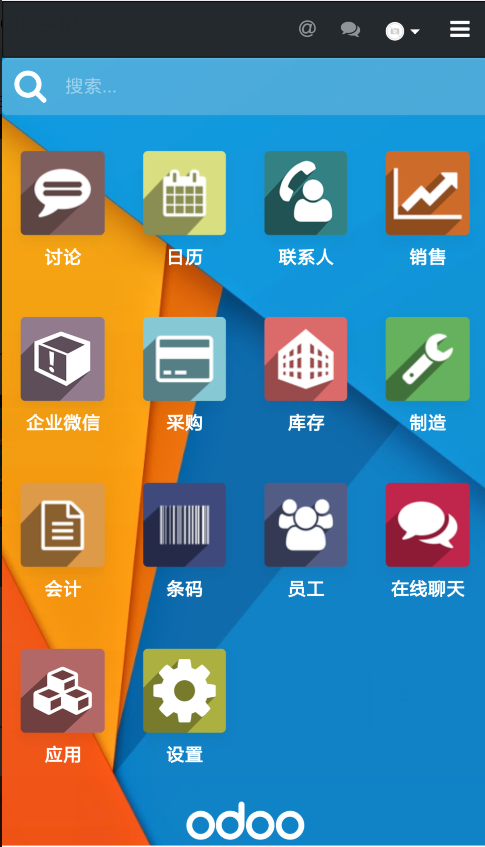 @
搜索...
讨论
日历
联系人
销售
企业微信
采购
库存
制造
会计
条码
员工
在线聊天
应用
设置
odoo